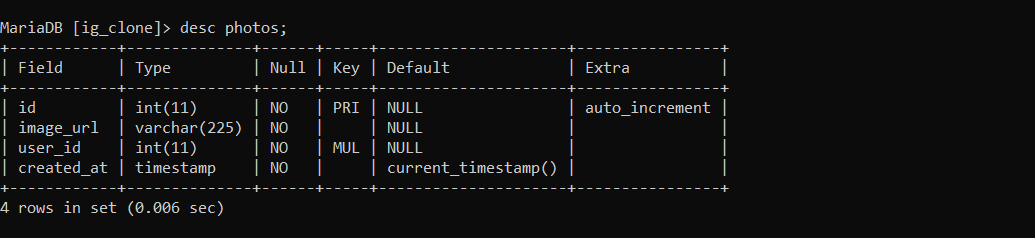 MariaDB [ig_clone]> desc photos;
+------------+--------------+------+-----+---------------------+----------------+
| Field      | Type         | Null | Key | Default             | Extra          |
+------------+--------------+------+-----+---------------------+----------------+
| id         | int(11)      | NO   | PRI | NULL                | auto_increment |
| image_url  | varchar(225) | NO   |     | NULL                |                |
| user_id    | int(11)      | NO   | MUL | NULL                |                |
| created_at | timestamp    | NO   |     | current_timestamp() |                |
+------------+--------------+------+-----+---------------------+----------------+
4 rows in set (0.006 sec)